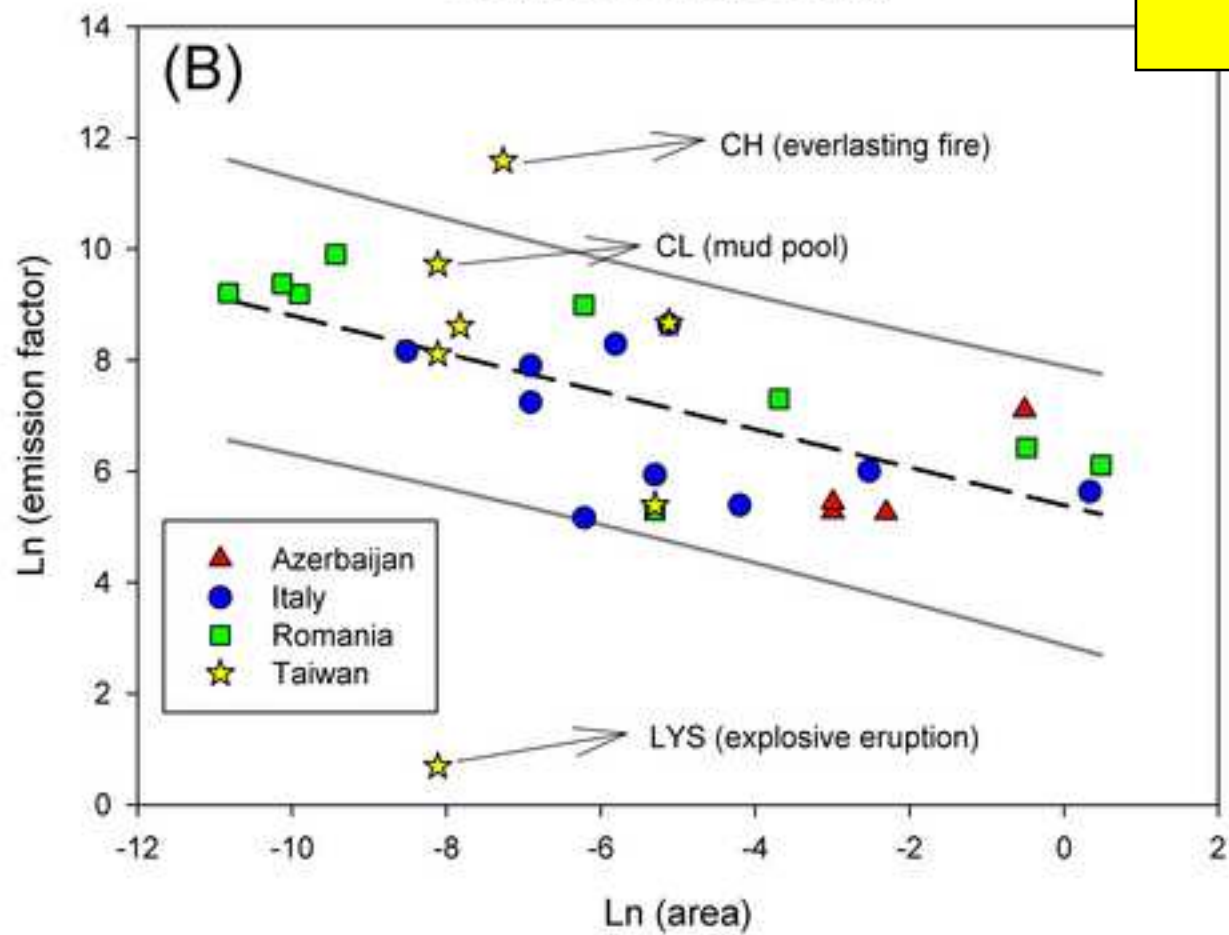 (B)
14
12
10
8
6
4
2
0
Ln (emission factor)
CH (everlasting fire)
CL (mud pool)
Azerbaijan
Italy
Romania
Taiwan
LYS (explosive eruption)
-12 -10 -8 -6 -4 -2 0 2
Ln (area)